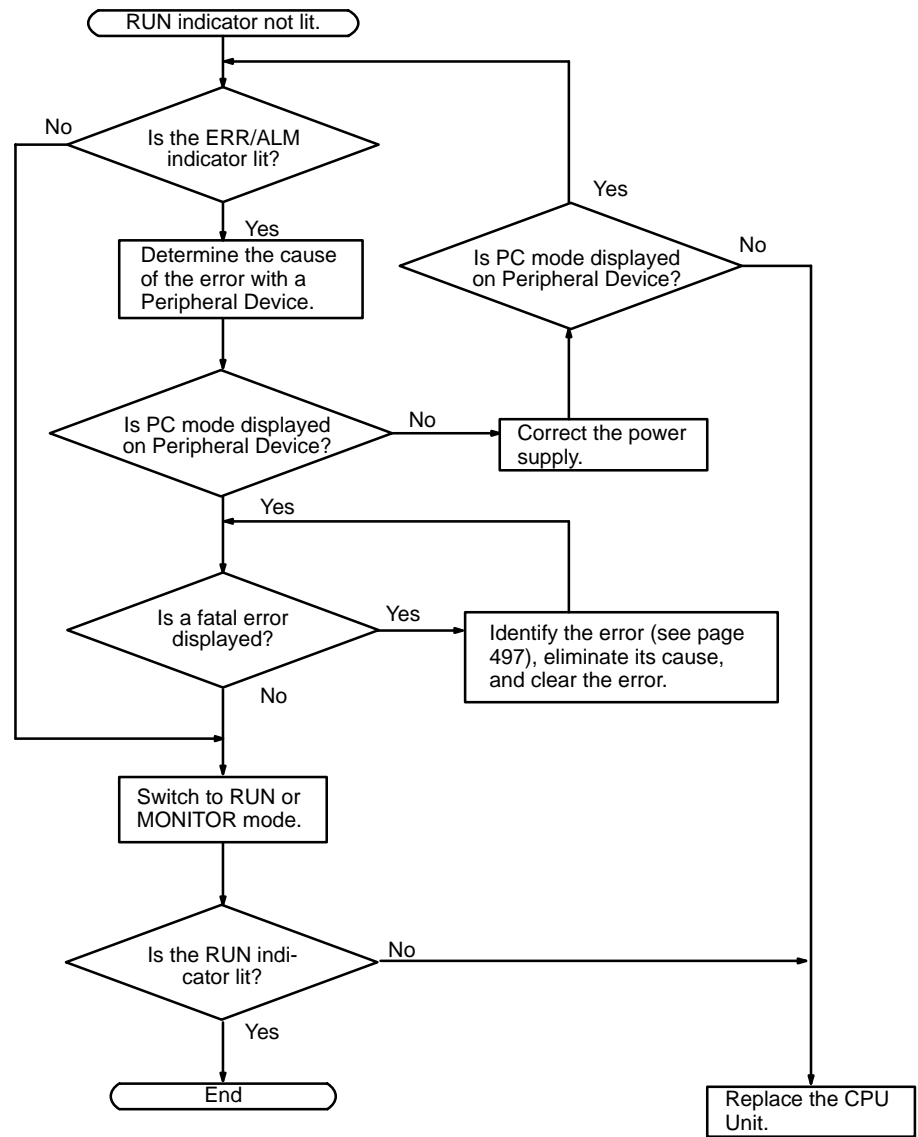 RUN indicator not lit.
No
Is the ERR/ALM
indicator lit?
Yes
Determine the cause
of the error with a
Peripheral Device.
Yes
Is PC mode displayed
on Peripheral Device?
No
Is PC mode displayed
on Peripheral Device?
No
Correct the power
supply.
Yes
Is a fatal error
displayed?
Yes
Identify the error (see page
497), eliminate its cause,
and clear the error.
No
Switch to RUN or
MONITOR mode.
Is the RUN indi-
cator lit?
No
Yes
End
Replace the CPU
Unit.